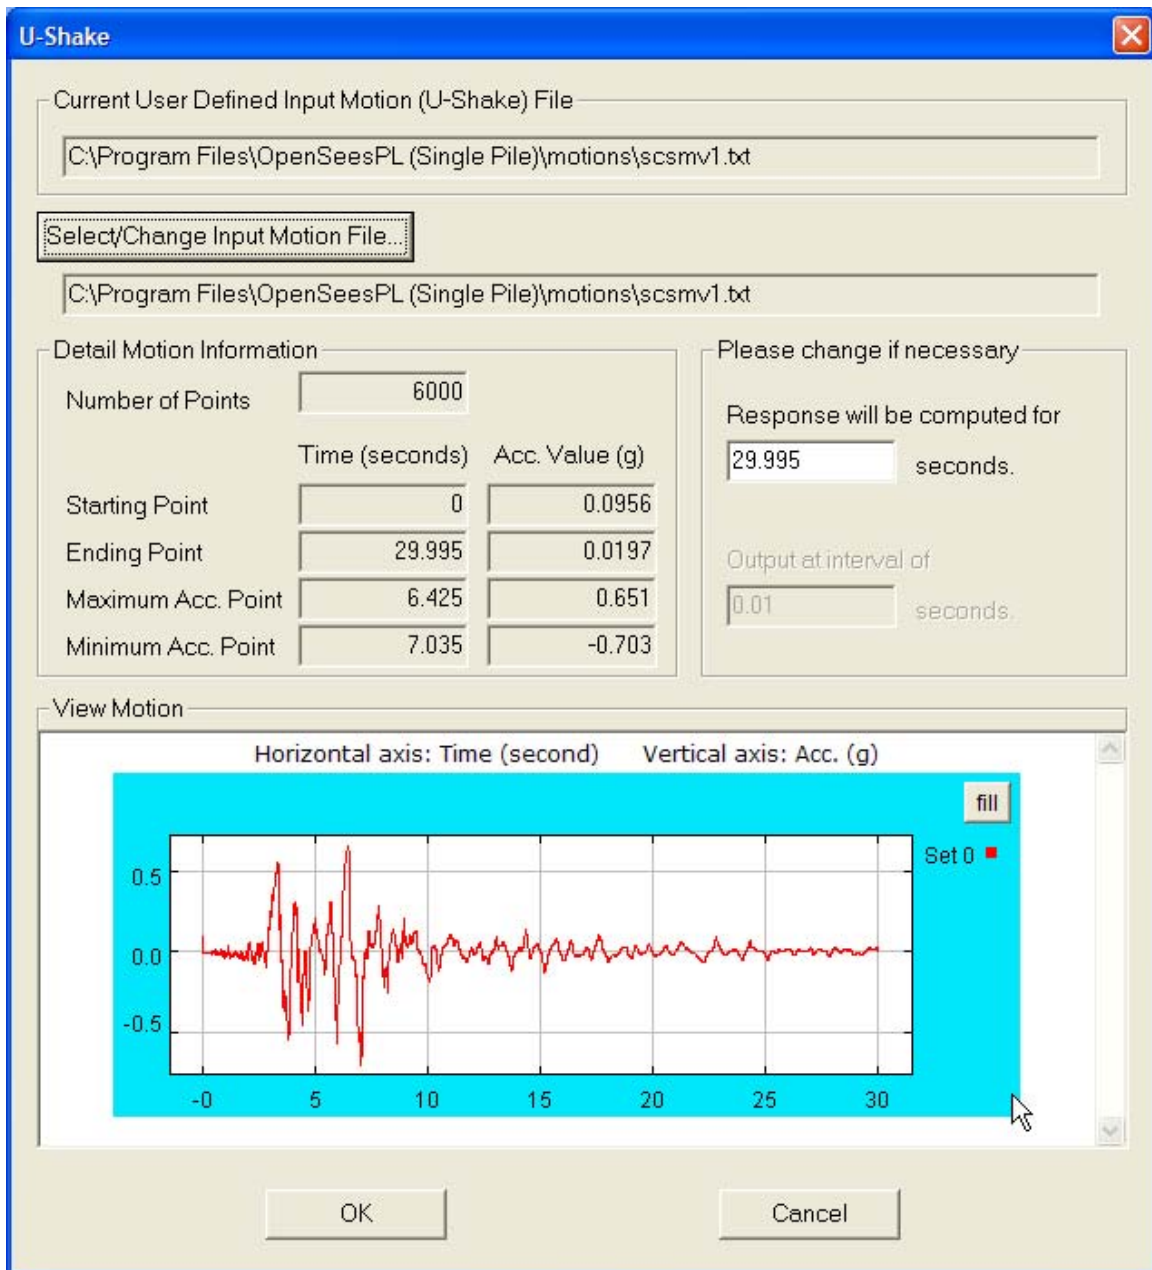 U-Shake
Current User Defined Input Motion (U-Shake) File
C:\Program Files\OpenSeesPL (Single Pile)\motions\scsmv1.txt
Select/Change Input Motion File...
C:\Program Files\OpenSeesPL (Single Pile)\motions\scsmv1.txt
Detail Motion Information
Number of Points 6000
Time (seconds) Acc. Value (g)
Starting Point 0 0.0956
Ending Point 29.995 0.0197
Maximum Acc. Point 6.425 0.651
Minimum Acc. Point 7.035 -0.703
Please change if necessary
Response will be computed for
29.995 seconds.
Output at interval of
0.01 seconds.
View Motion
Horizontal axis: Time (second) Vertical axis: Acc. (g)
fill
Set 0
0.5
0.0
-0.5
-0 5 10 15 20 25 30
OK Cancel